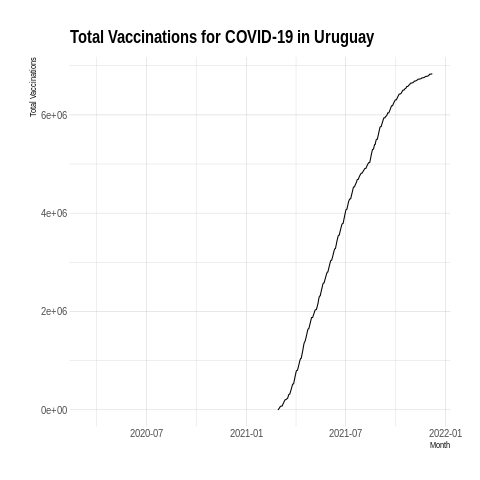 Total Vaccinations for COVID-19 in Uruguay
Total Vaccinations
6e+06
4e+06
2e+06
0e+00
2020-07 2021-01 2021-07 2022-01
Month